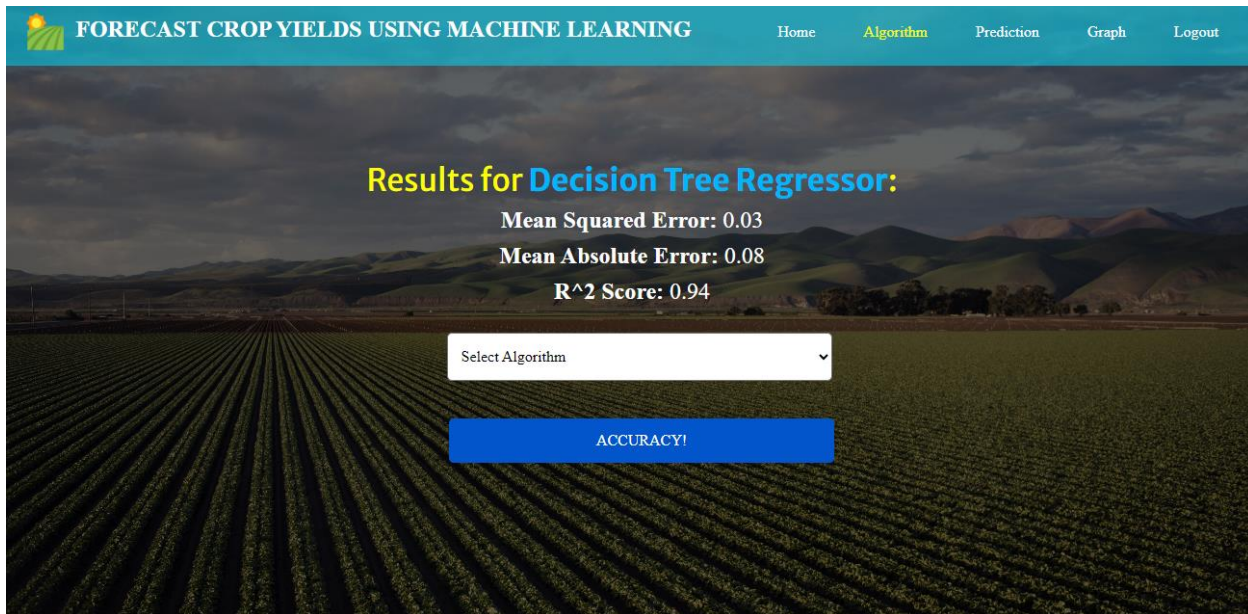 FORECAST CROP YIELDS USING MACHINE LEARNING
Home Algorithm Prediction Graph Logout
Results for Decision Tree Regressor:
Mean Squared Error: 0.03
Mean Absolute Error: 0.08
R^2 Score: 0.94
Select Algorithm
ACCURACY!